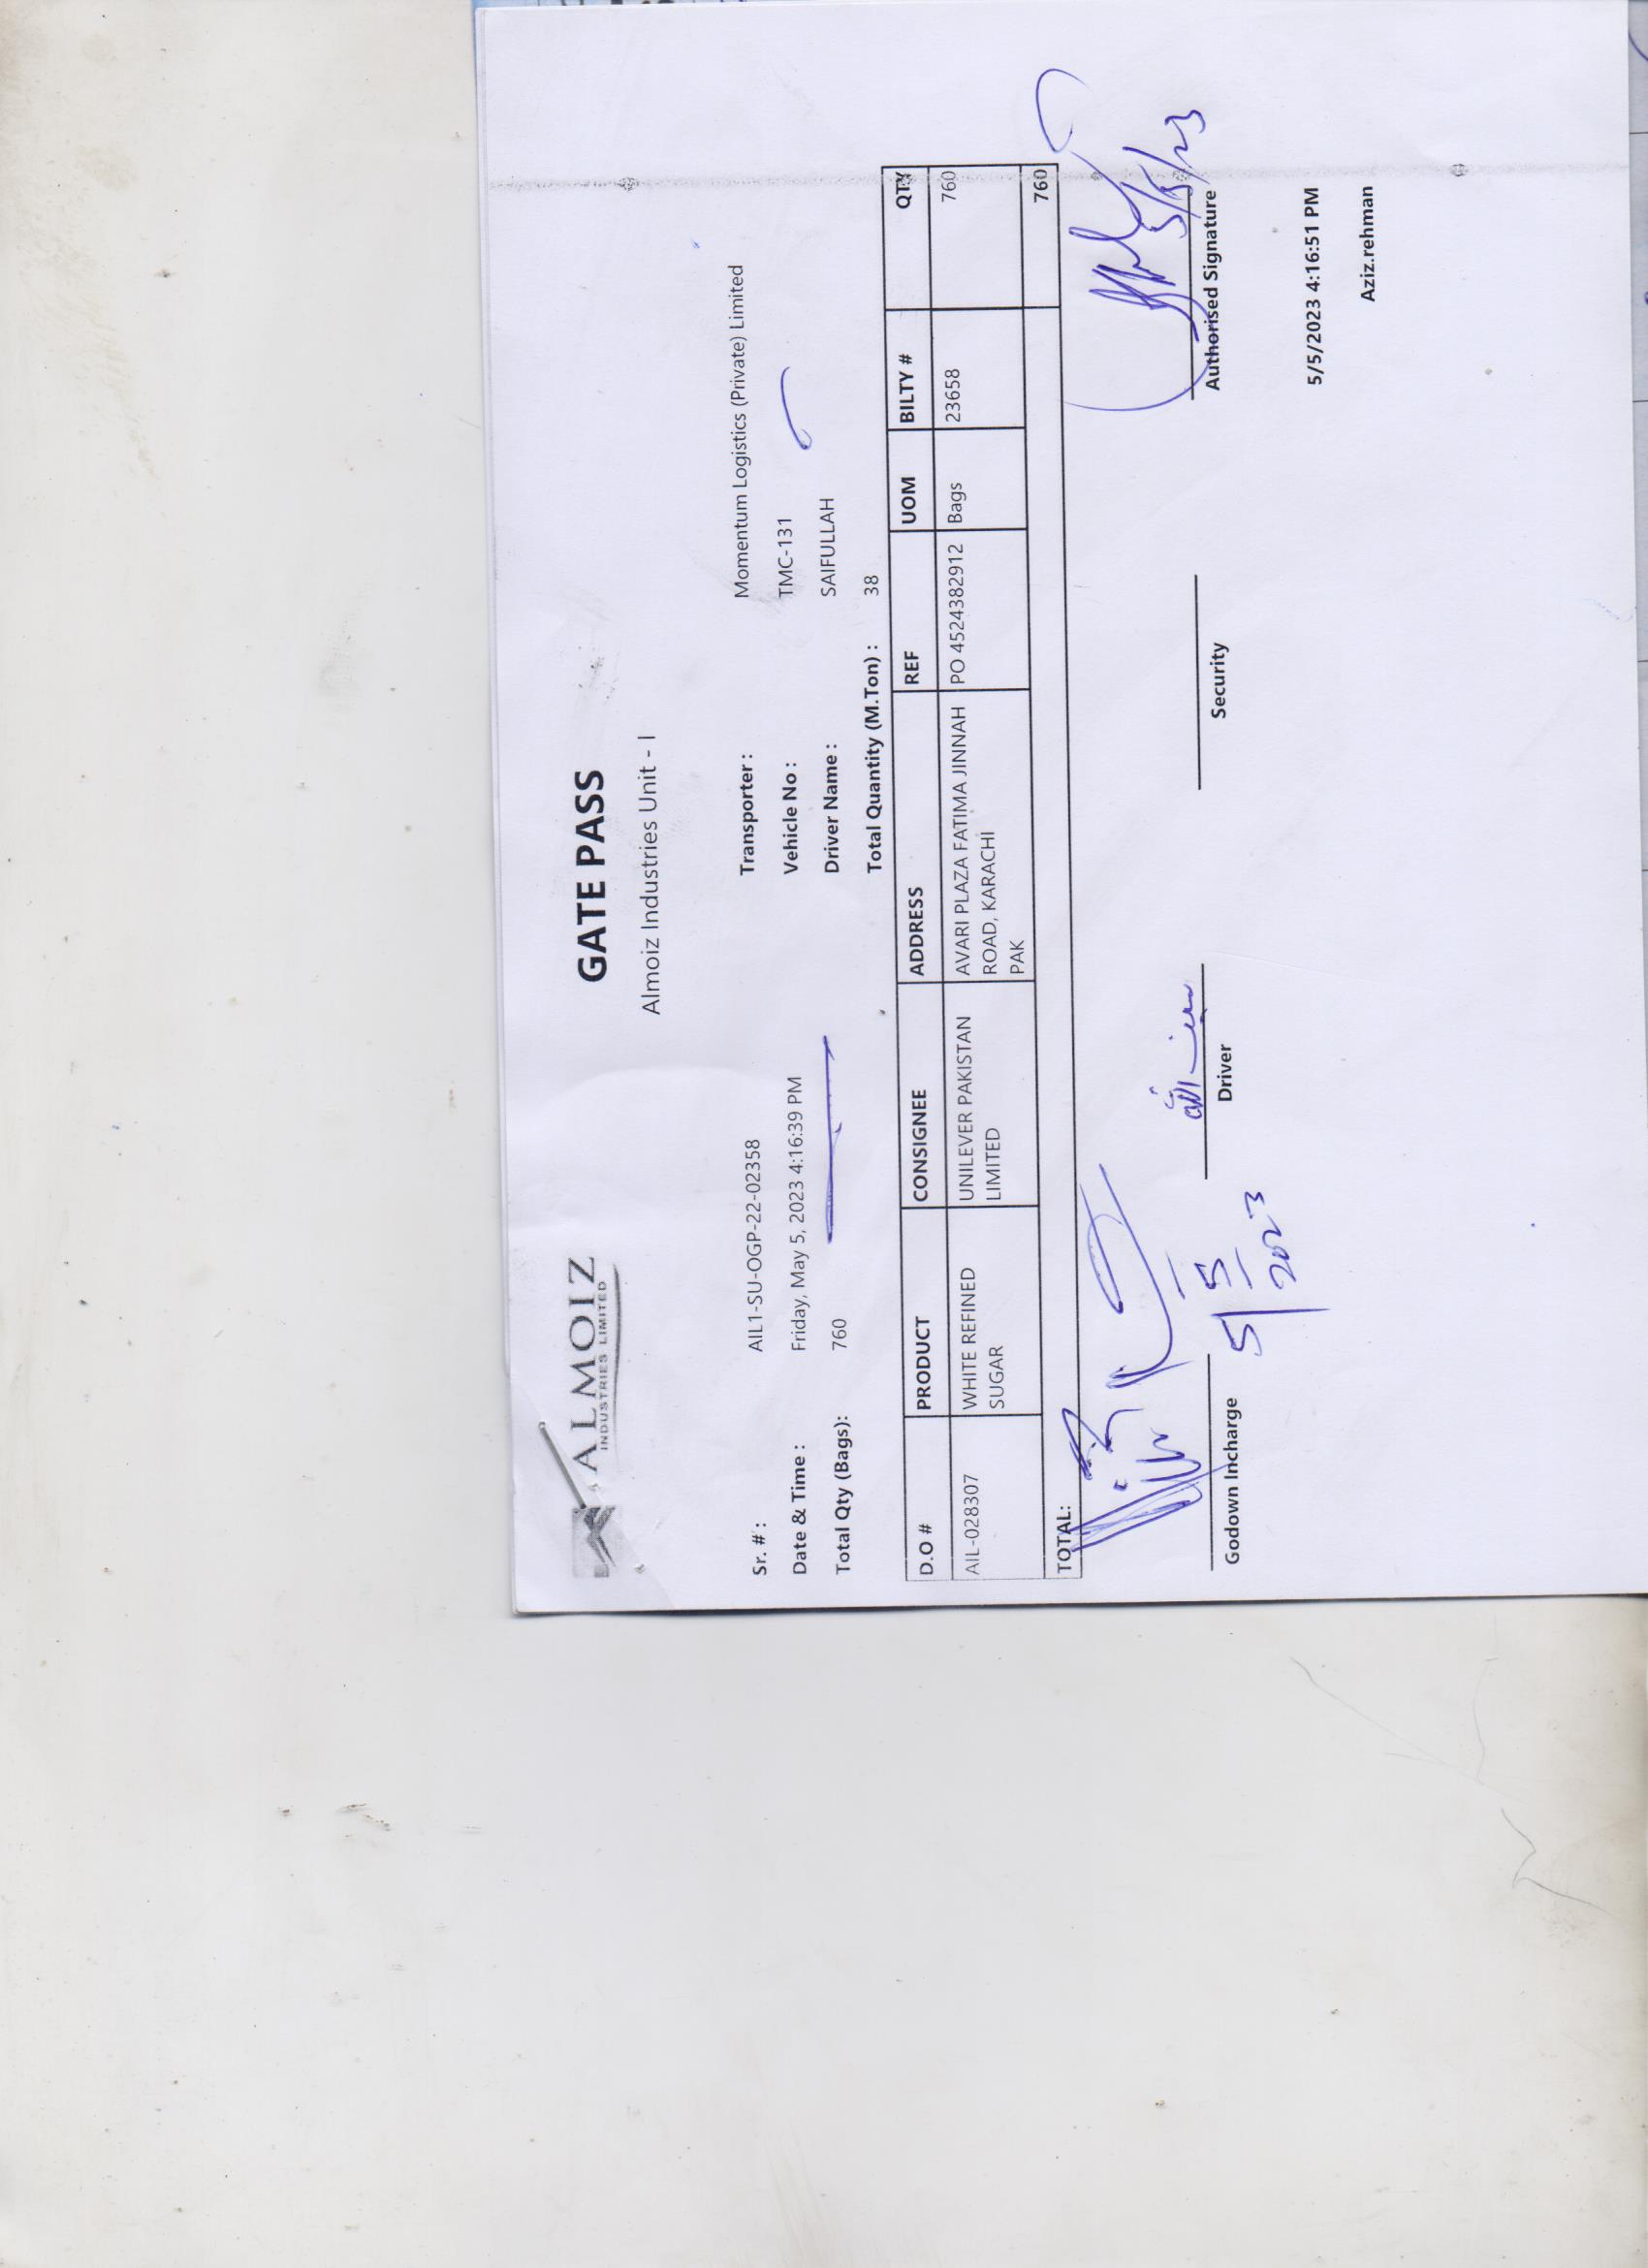 ALMOIZ
INDUSTRIES LIMITED
GATE PASS
Almoiz Industries Unit - I
Sr. # : AIL1-SU-OGP-22-02358 Transporter : Momentum Logistics (Private) Limited
Date & Time : Friday, May 5, 2023 4:16:39 PM Vehicle No : TMC-131
Total Qty (Bags): 760 Driver Name : SAIFULLAH
Total Quantity (M.Ton) : 38
D.O # PRODUCT CONSIGNEE ADDRESS REF UOM BILTY # QTY
AIL-028307 WHITE REFINED UNILEVER PAKISTAN AVARI PLAZA FATIMA JINNAH PO 4524382912 Bags 23658 760
SUGAR LIMITED ROAD, KARACHI
PAK
TOTAL: 760
5/5/23
Godown Incharge Driver Security Authorised Signature
5/5/2023
5/5/2023 4:16:51 PM
Aziz.rehman